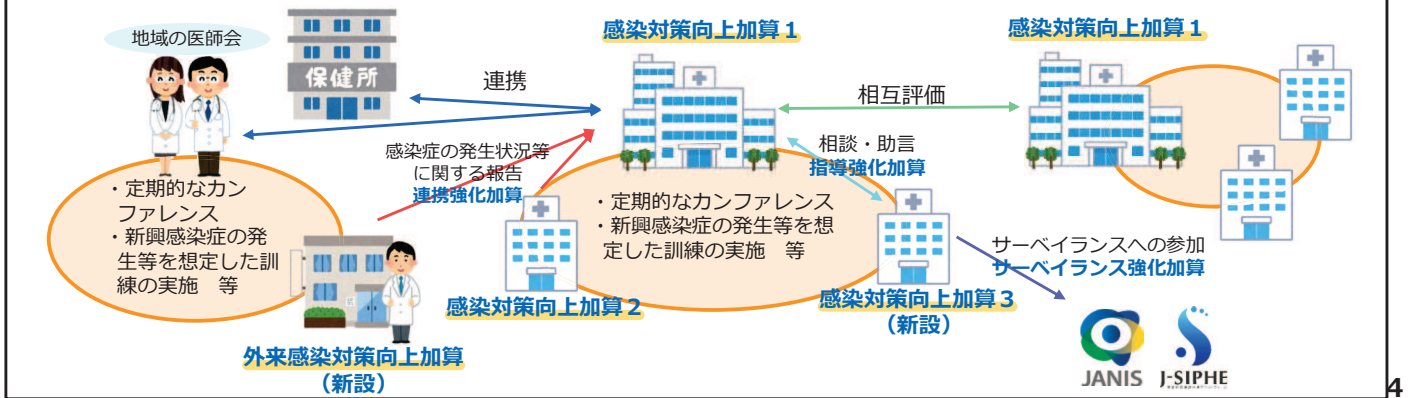 地域の医師会
保健所
連携
感染対策向上加算１
相互評価
感染対策向上加算１
感染症の発生状況等
に関する報告
連携強化加算
相談・助言
指導強化加算
・定期的なカン
ファレンス
・新興感染症の発
生等を想定した訓
練の実施　等
・定期的なカンファレンス
・新興感染症の発生等を想
定した訓練の実施　等
サーベイランスへの参加
サーベイランス強化加算
感染対策向上加算２
感染対策向上加算３
（新設）
外来感染対策向上加算
（新設）
JANIS
J-SIPHE
4